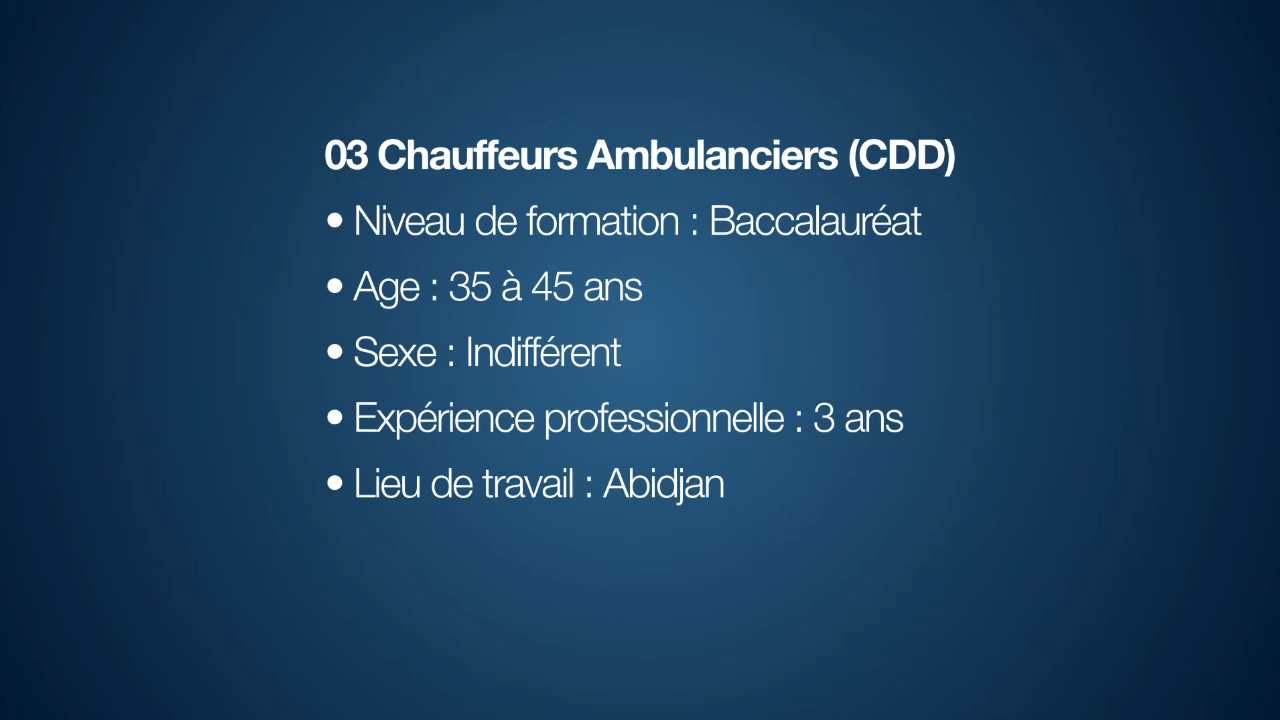 03 Chauffeurs Ambulanciers (CDD)
• Niveau de formation : Baccalauréat
• Age : 35 à 45 ans
• Sexe : Indifférent
• Expérience professionnelle : 3 ans
• Lieu de travail : Abidjan